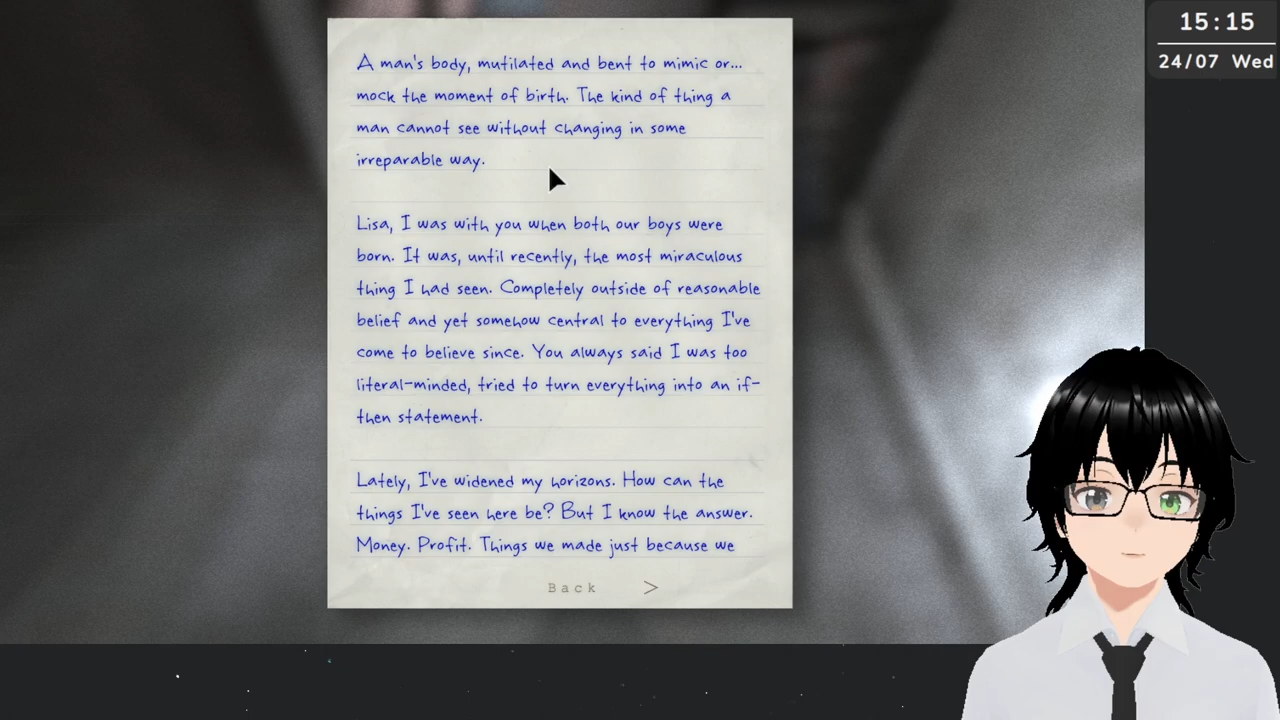 15:15
24/07 Wed
A man's body, mutilated and bent to mimic or...
mock the moment of birth. The kind of thing a
man cannot see without changing in some
irreparable way.
Lisa, I was with you when both our boys were
born. It was, until recently, the most miraculous
thing I had seen. Completely outside of reasonable
belief and yet somehow central to everything I've
come to believe since. You always said I was too
literal-minded, tried to turn everything into an if-
then statement.
Lately, I've widened my horizons. How can the
things I've seen here be? But I know the answer.
Money. Profit. Things we made just because we
Back >